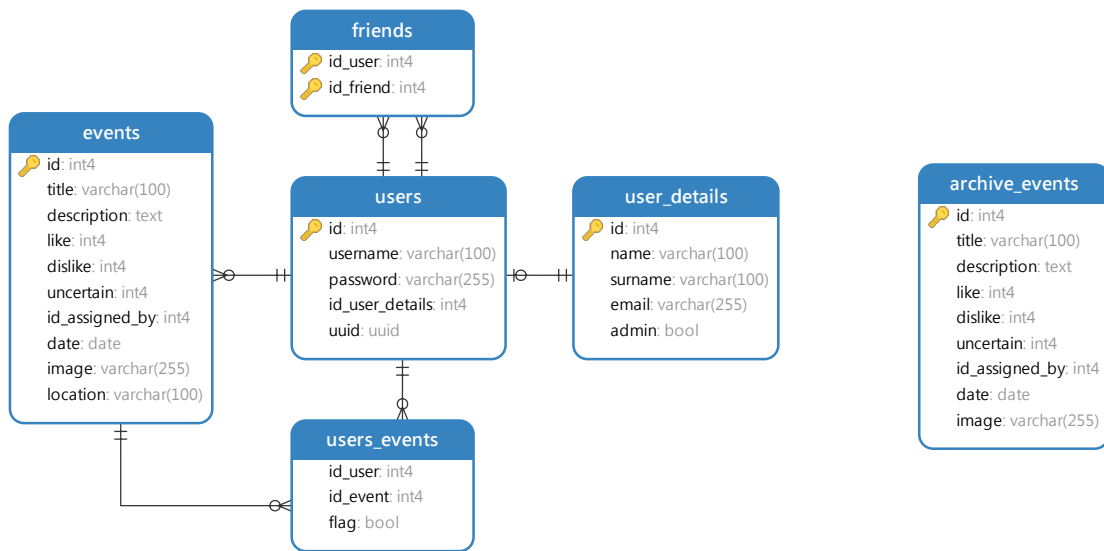 friends
id_user: int4
id_friend: int4
events
id: int4
title: varchar(100)
description: text
like: int4
dislike: int4
uncertain: int4
id_assigned_by: int4
date: date
image: varchar(255)
location: varchar(100)
users
id: int4
username: varchar(100)
password: varchar(255)
id_user_details: int4
uuid: uuid
user_details
id: int4
name: varchar(100)
surname: varchar(100)
email: varchar(255)
admin: bool
archive_events
id: int4
title: varchar(100)
description: text
like: int4
dislike: int4
uncertain: int4
id_assigned_by: int4
date: date
image: varchar(255)
users_events
id_user: int4
id_event: int4
flag: bool